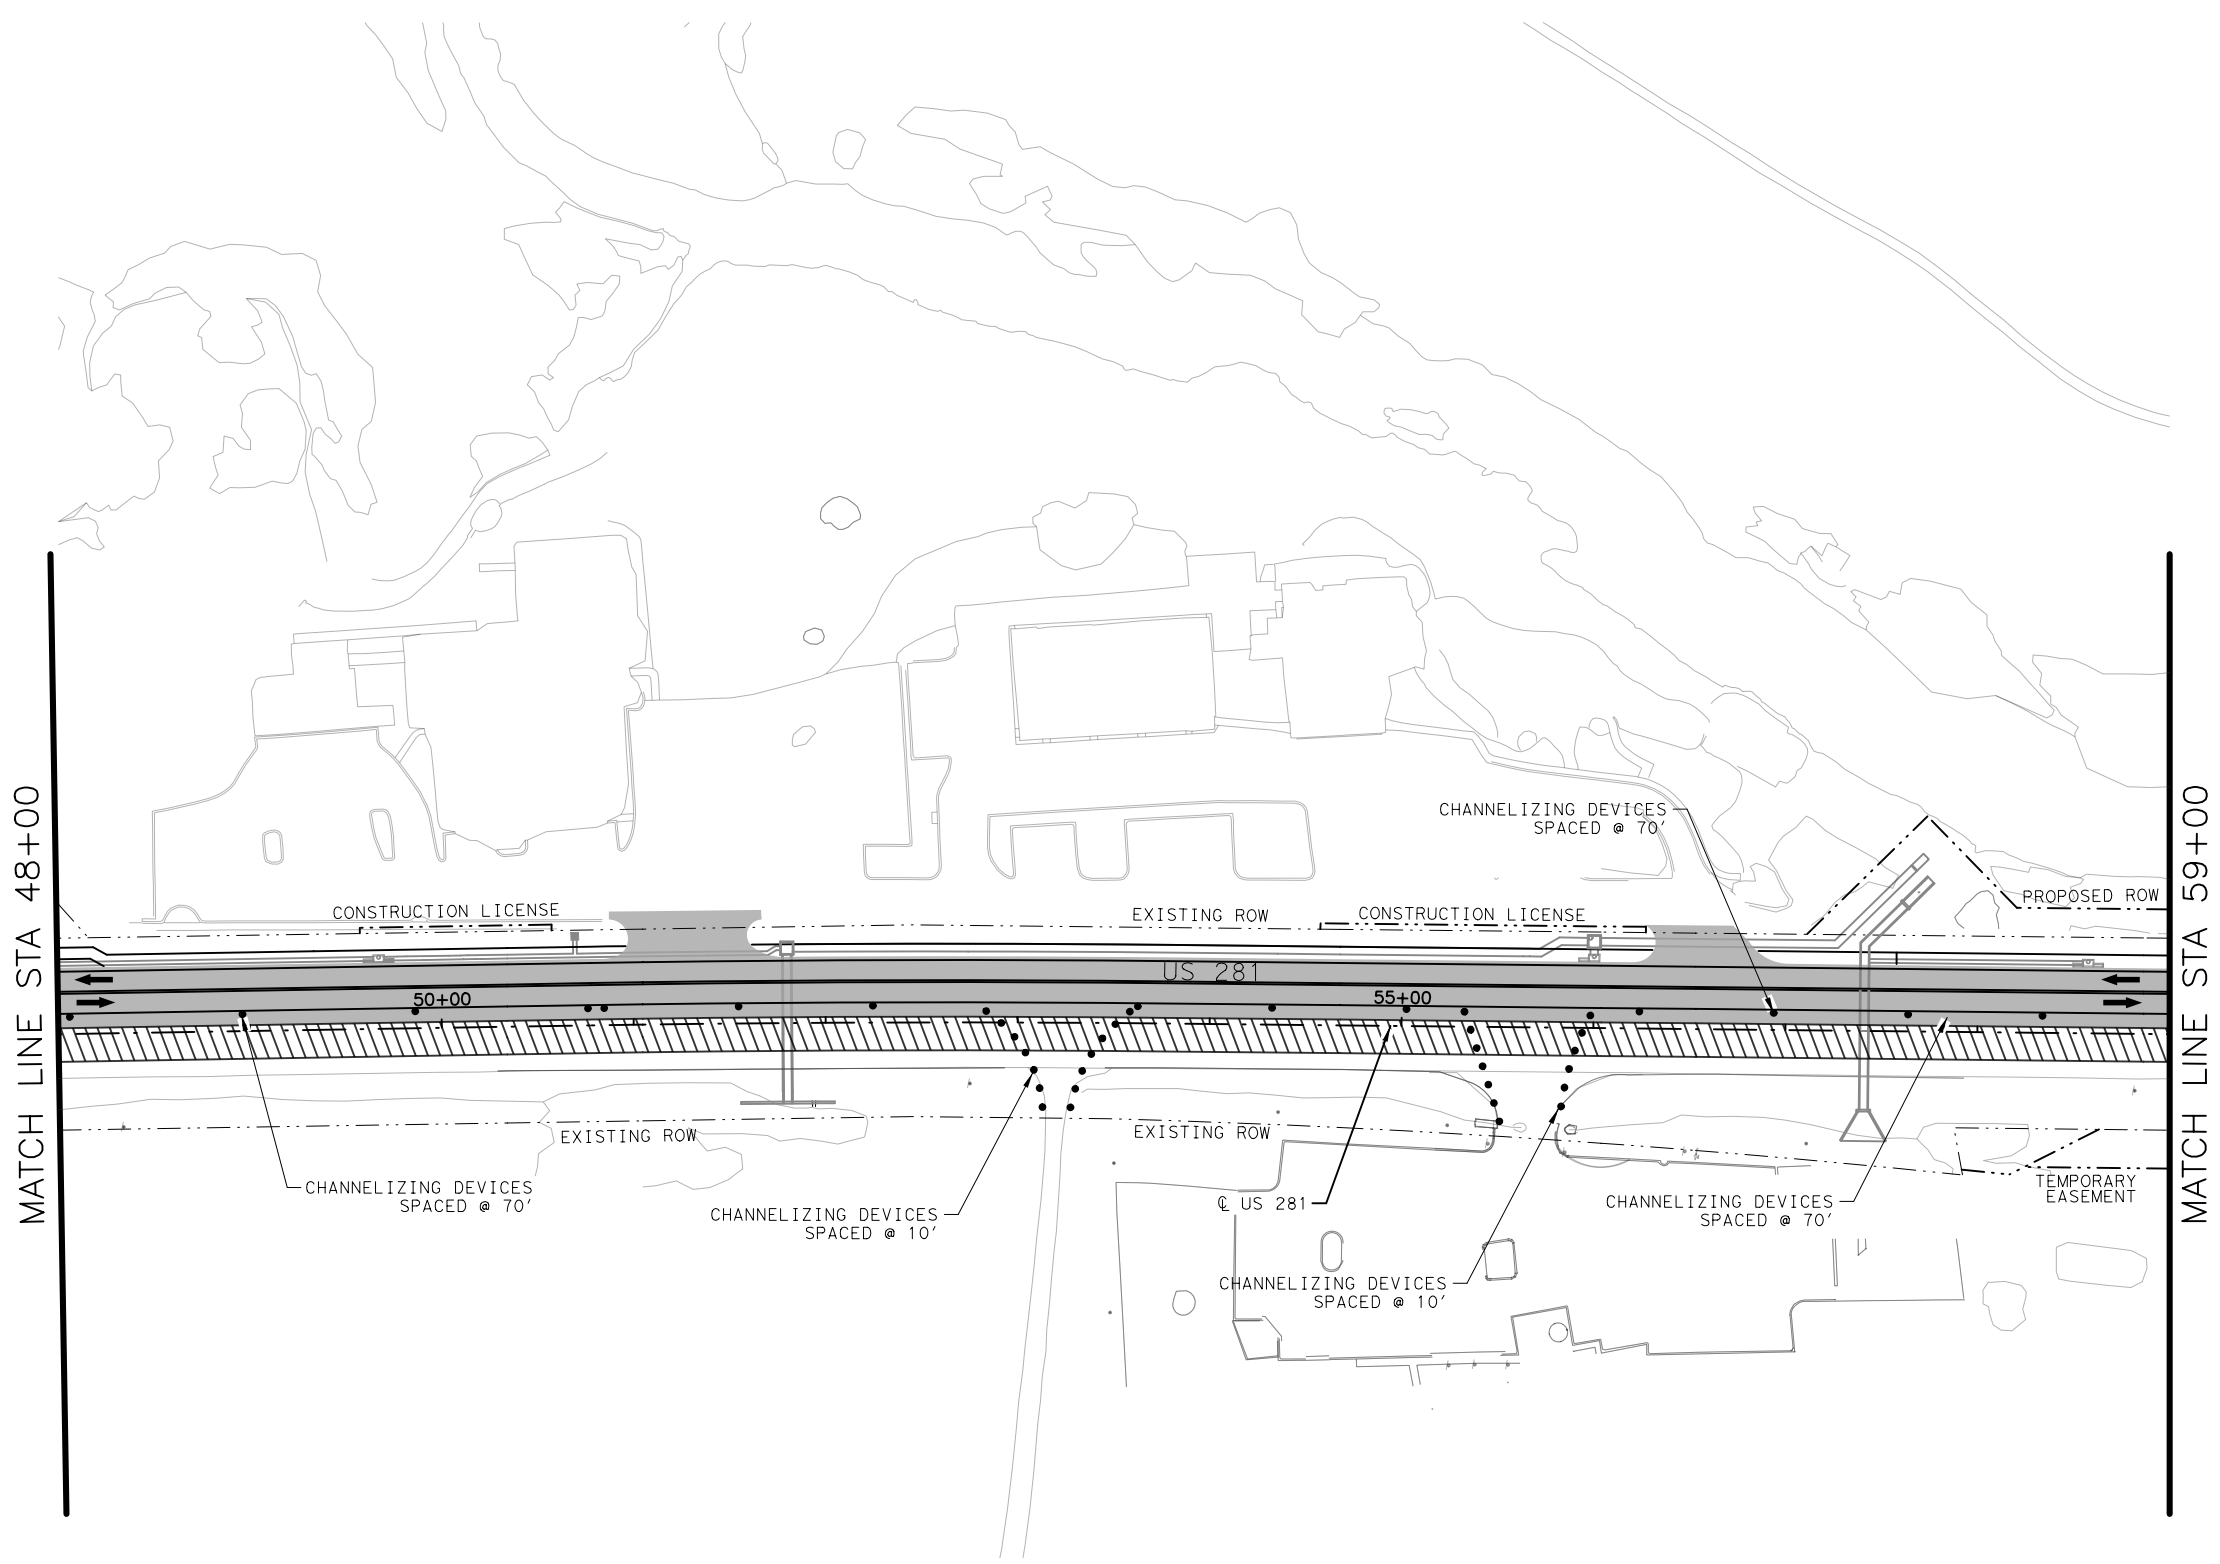 CHANNELIZING DEVICES
SPACED @ 70'
PROPOSED ROW
CONSTRUCTION LICENSE
EXISTING ROW
CONSTRUCTION LICENSE
MATCH LINE STA 48+00
MATCH LINE STA 59+00
US 281
50+00
55+00
EXISTING ROW
EXISTING ROW
CHANNELIZING DEVICES
SPACED @ 70'
TEMPORARY
EASEMENT
CHANNELIZING DEVICES
SPACED @ 10'
℄ US 281
CHANNELIZING DEVICES
SPACED @ 70'
CHANNELIZING DEVICES
SPACED @ 10'